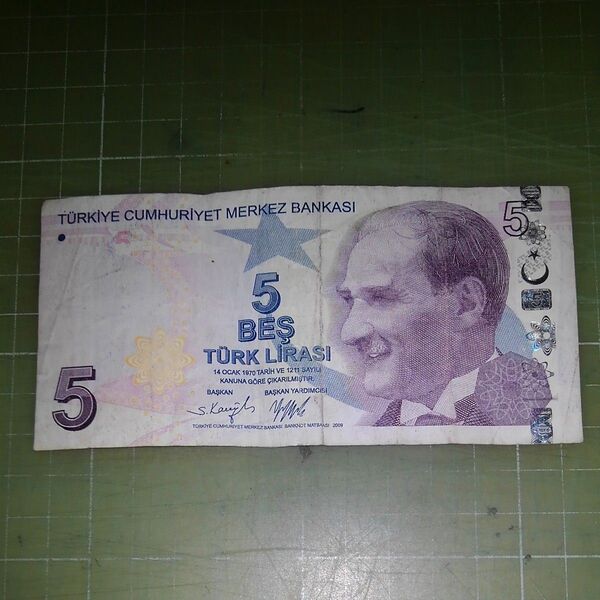 TÜRKİYE CUMHURİYET MERKEZ BANKASI
5
5
BEŞ
TÜRK LİRASI
14 OCAK 1970 TARİH VE 1211 SAYILI
KANUNA GÖRE ÇIKARILMIŞTIR.
BAŞKAN BAŞKAN YARDIMCISI
5
TÜRKİYE CUMHURİYET MERKEZ BANKASI BANKNOT MATBAASI 2009